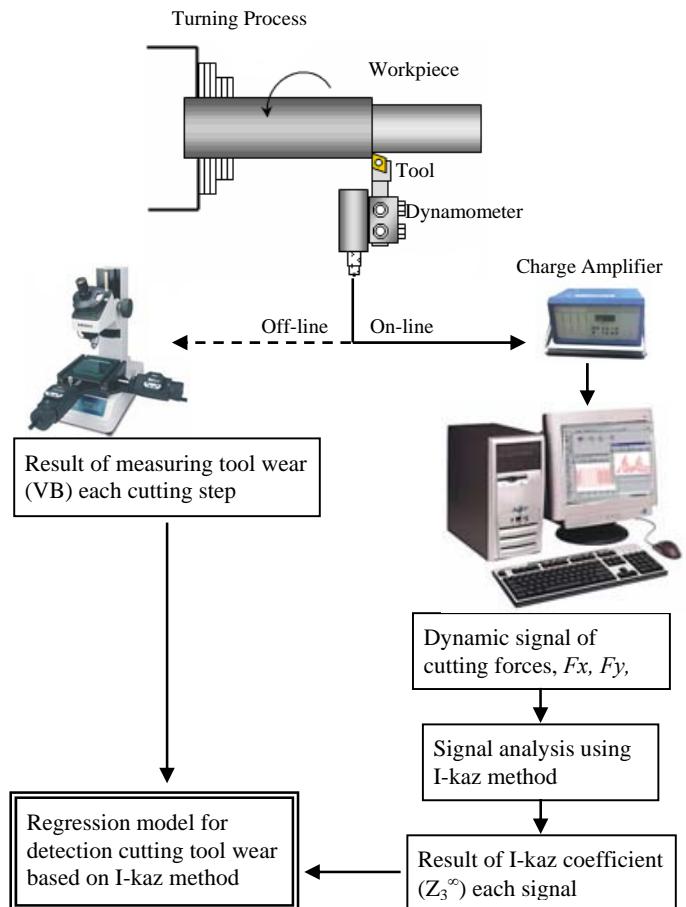 Turning Process
Workpiece
Tool
Dynamometer
Charge Amplifier
Off-line
On-line
Result of measuring tool wear
(VB) each cutting step
Dynamic signal of
cutting forces, Fx, Fy,
Signal analysis using
I-kaz method
Regression model for
detection cutting tool wear
based on I-kaz method
Result of I-kaz coefficient
(Z₃^∞) each signal